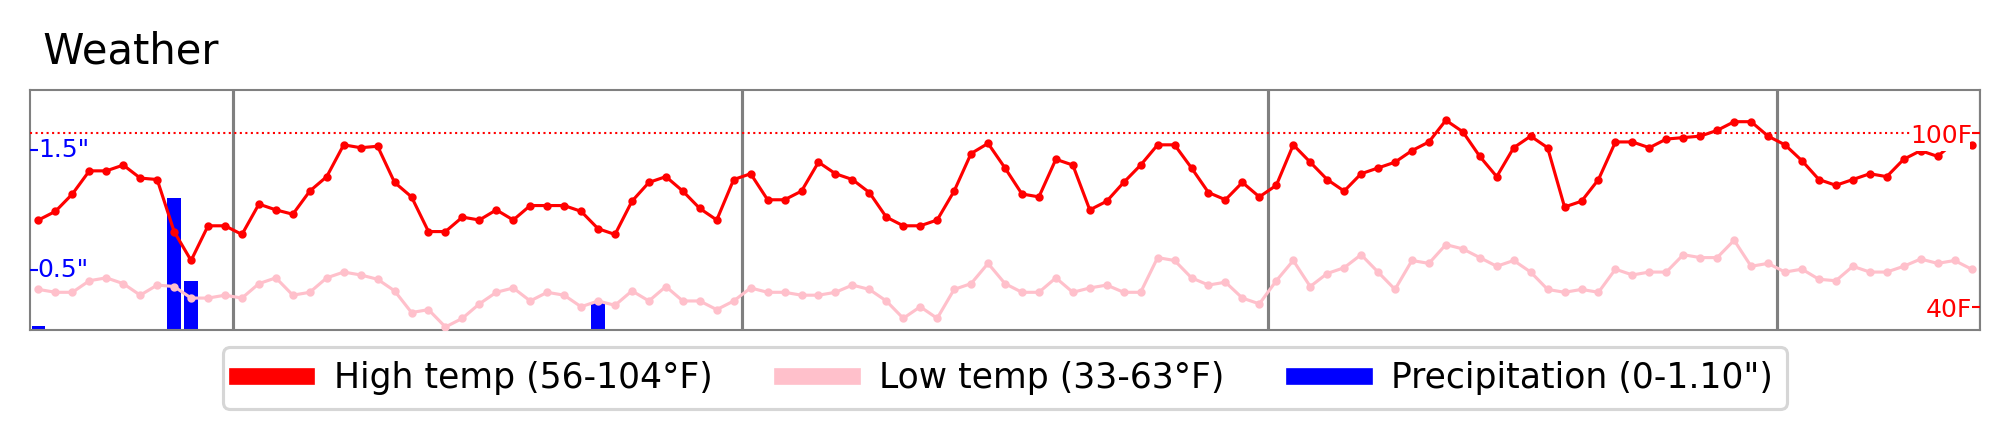 Weather
1.5"
100F
0.5"
40F
High temp (56-104°F) Low temp (33-63°F) Precipitation (0-1.10")